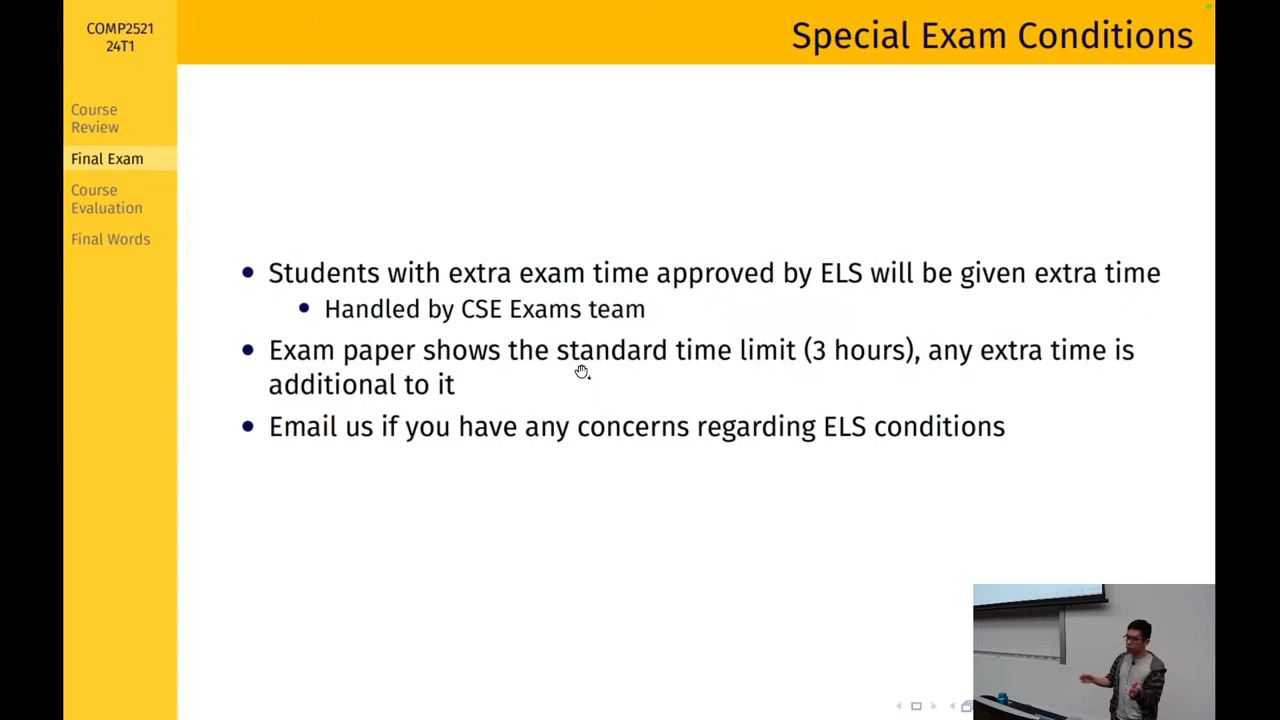 COMP2521
24T1
Special Exam Conditions
Course
Review
Final Exam
Course
Evaluation
Final Words
• Students with extra exam time approved by ELS will be given extra time
• Handled by CSE Exams team
• Exam paper shows the standard time limit (3 hours), any extra time is
additional to it
• Email us if you have any concerns regarding ELS conditions